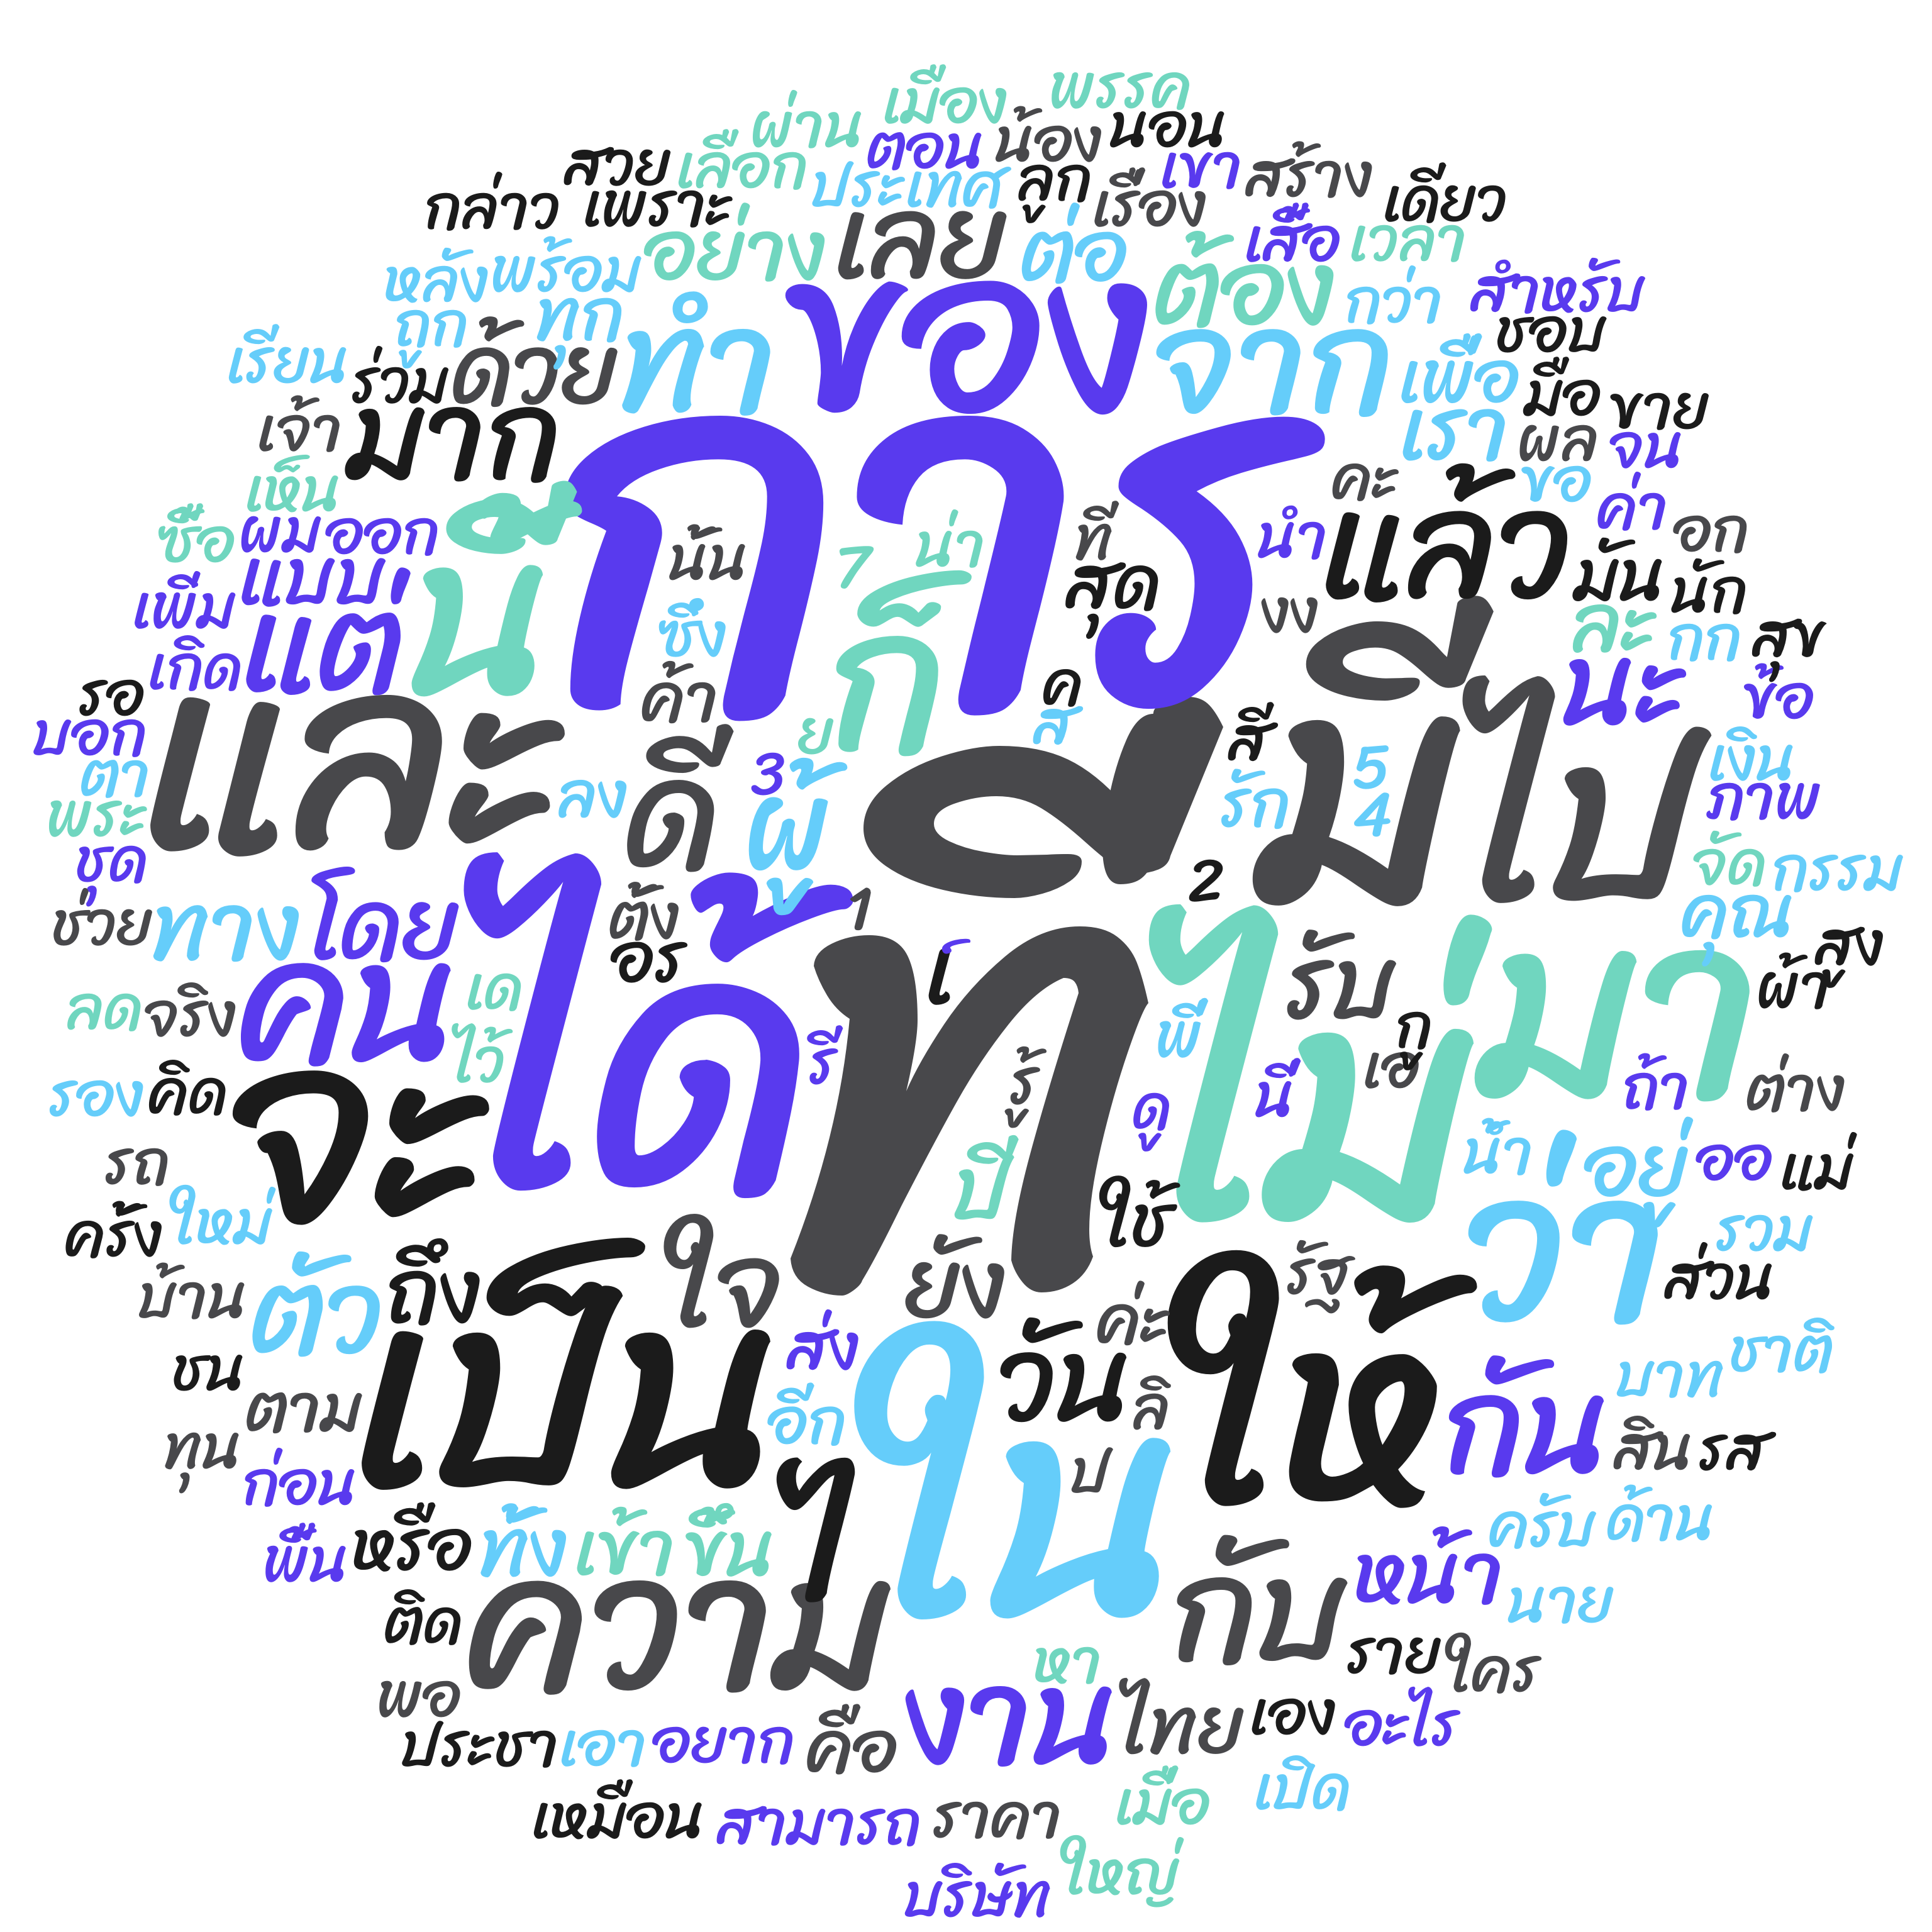 เมื่อง พรรค
ผ่าน ตอน น้อง นอน
สวย เลือก ประเทศ ลูก เรื่อง เขา สร้าง เดียว
กล่าว เพราะ อย่าง เลย ต่อ เสื้อ เวลา
หลัง พร้อม ต้อง กว่า สำหรับ
ถูก ทุก ทำ ของ จาก เพื่อ ชอบ
เรียน ร่วม ด้วย มือ ขาย
เจ้า มาก การ เรา ผล จน
เห็น คะ แล้ว ขอ ค่า
ชื่อ ผม ออก นี้ นั้น น่า ที สุด นำ อก
เพิ่ม แบบ 7 ก็ งง มัน นัก
เกิด แต่ ซึ่ง ละ กก สุข
รอ ค้า ย ค สิ มี บะ ข้อ
บอก และ ดี 3 ที่ สี่ ไป เงิน
ตา ลง ผู้ รัก 5 ภาพ
พระ 4
ชุด 2 จัด กรรม
ช่วย ทาง โดย ได้ ตั้ง คุณ
คน อร ไม่ รับ มา ผู้ สูง
ลด จริง เด ไว้ พี่
รอง คิด จะ รู้ ดู เธอ ก้า ต่าง
รถ ปี น้ำ อยู่ ออ แม่
ครั้ง ใหม่ ใช้ ว่า รวม
บ้าน ตัว ถึง เป็น ใจ ยัง ค่ะ ให้ ส่วน
ชน สิ่ง ใน วัน กัน บาท ชาติ
ตาม อีก ลิ
ทุน ก่อน บ สิน รส
พื้น หรือ ทั้ง เท้า ขึ้น ครับ ด้าน
ติด ความ กับ หน้า นาย
พอ หา ราย ใคร
ประชา เอา อยาก คือ งาน ไทย เอง อะไร
เหมือน สามารถ ราคา เมื่อ เปิด
บริษัท ใหญ่